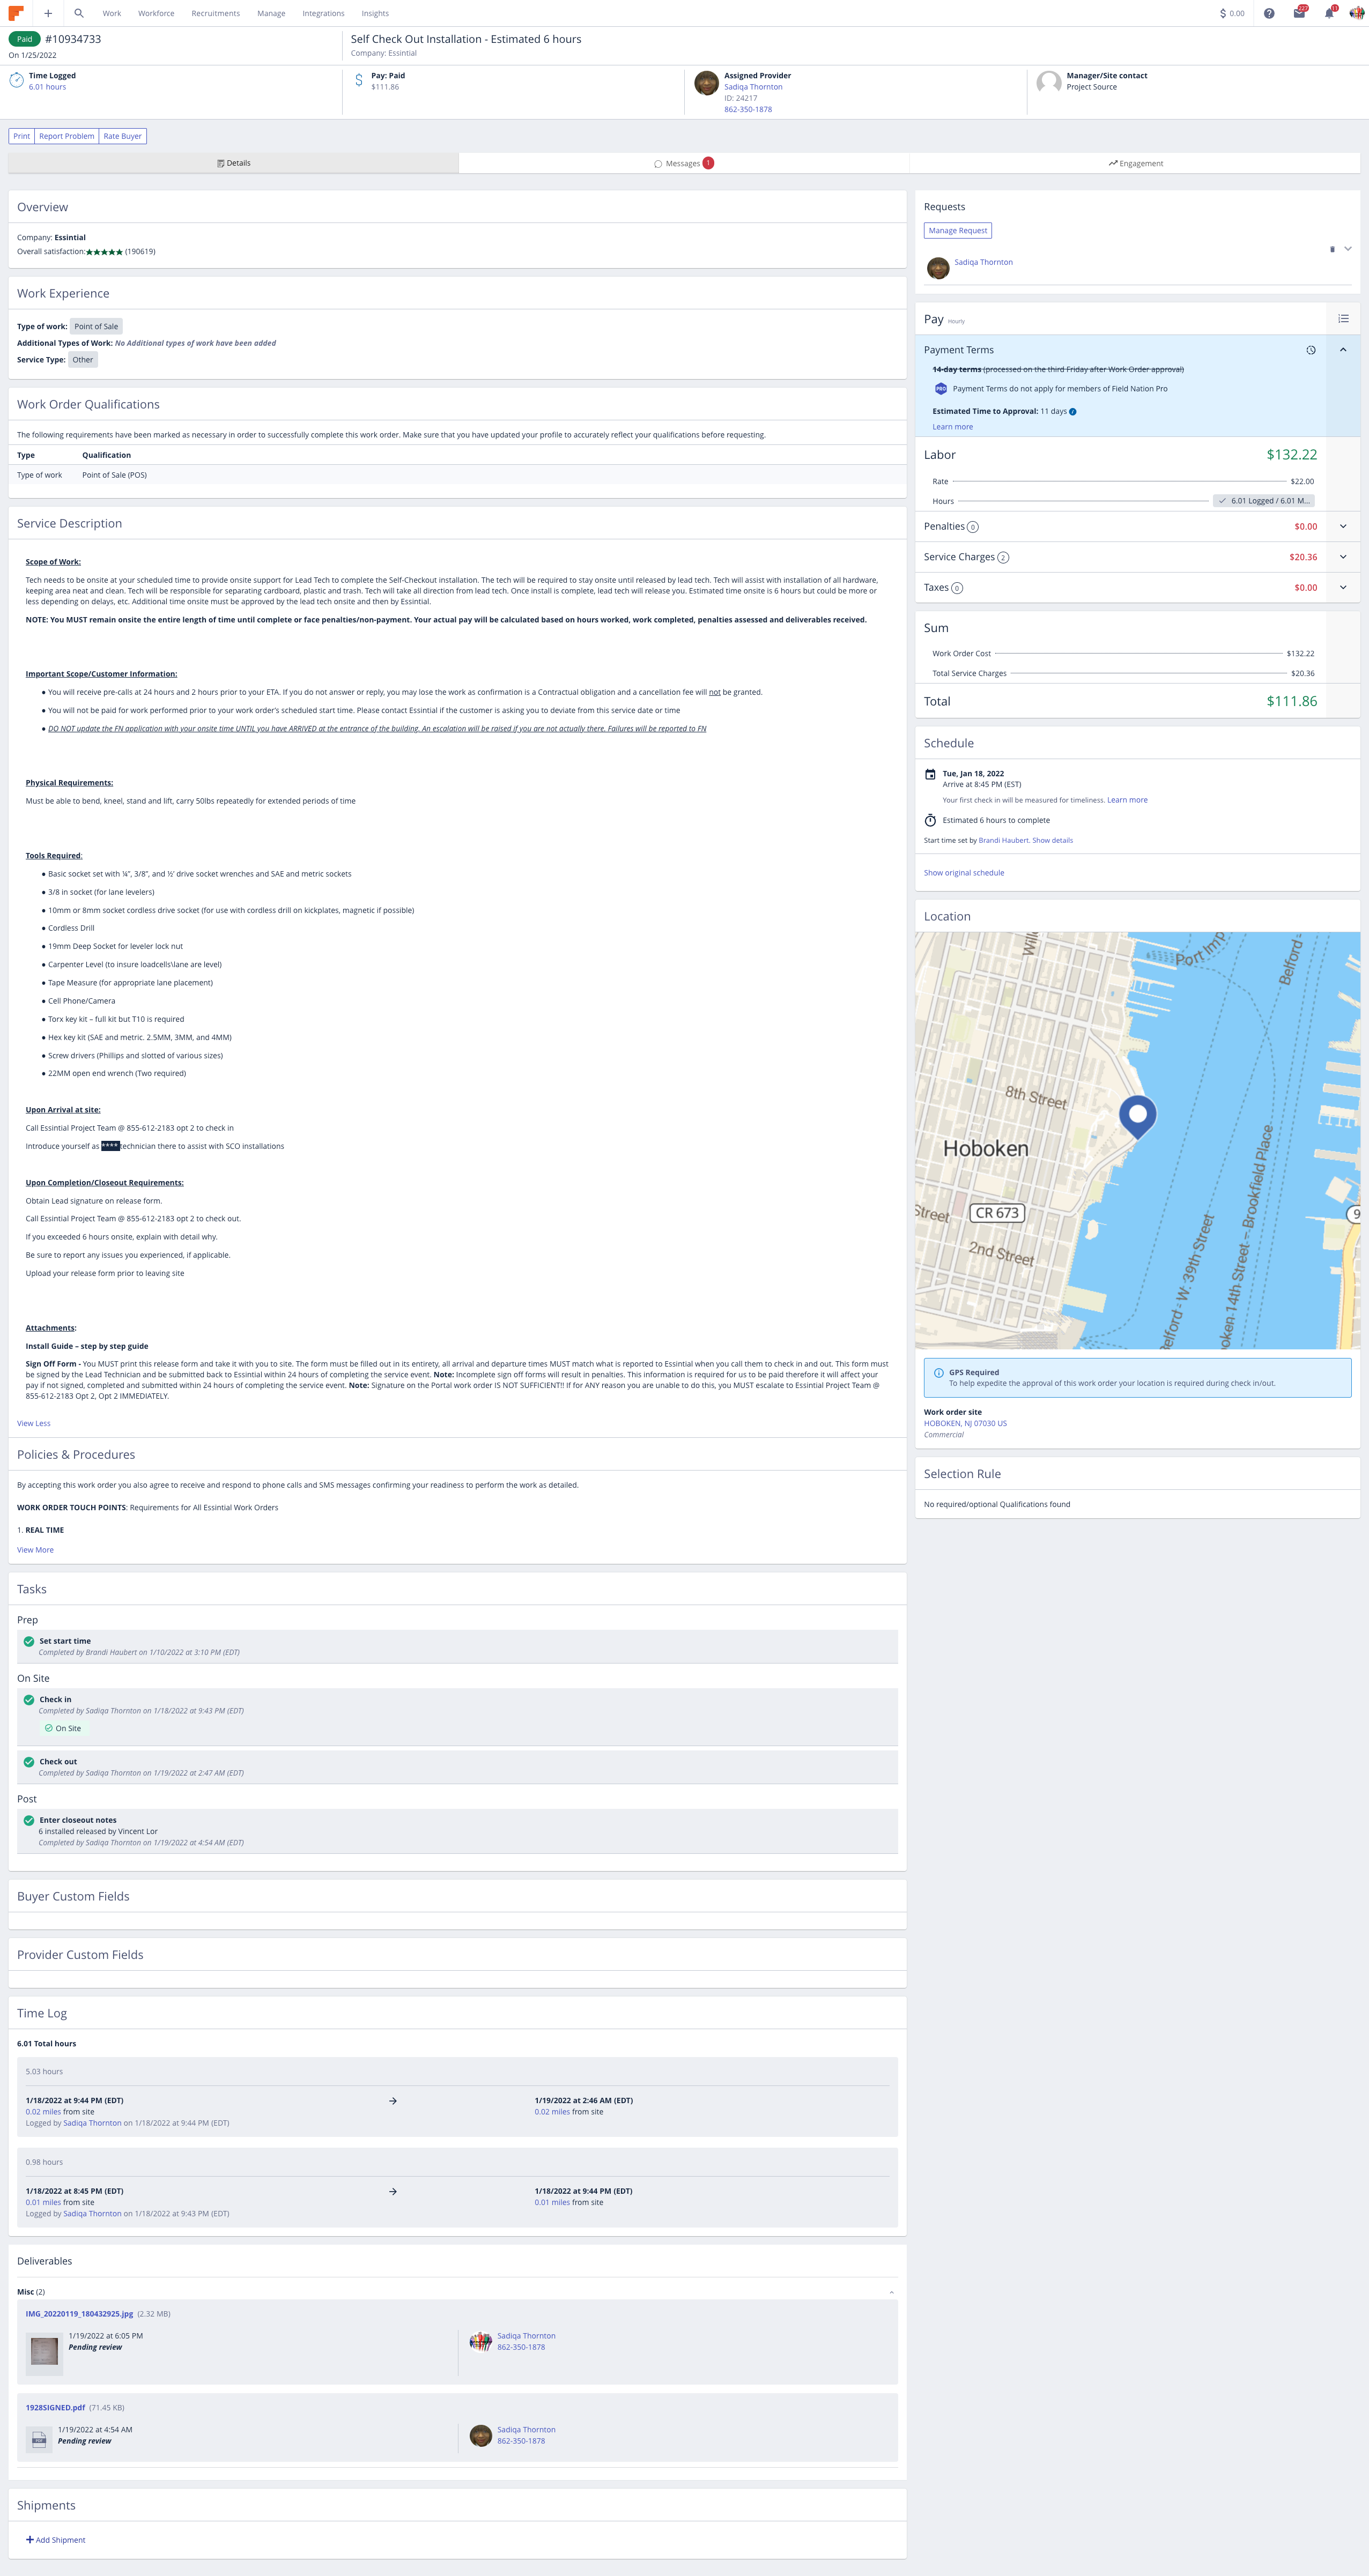 Work Workforce Recruitments Manage Integrations Insights
$ 0.00
Paid #10934733
On 1/25/2022
Self Check Out Installation - Estimated 6 hours
Company: Essintial
Time Logged
6.01 hours
Pay: Paid
$111.86
Assigned Provider
Sadiqa Thornton
ID: 24217
862-350-1878
Manager/Site contact
Project Source
Print Report Problem Rate Buyer
Details Messages 1 Engagement
Overview
Company: Essintial
Overall satisfaction:★★★★★ (190619)
Work Experience
Type of work: Point of Sale
Additional Types of Work: No Additional types of work have been added
Service Type: Other
Work Order Qualifications
The following requirements have been marked as necessary in order to successfully complete this work order. Make sure that you have updated your profile to accurately reflect your qualifications before requesting.
Type Qualification
Type of work Point of Sale (POS)
Service Description
Scope of Work:
Tech needs to be onsite at your scheduled time to provide onsite support for Lead Tech to complete the Self-Checkout installation. The tech will be required to stay onsite until released by lead tech. Tech will assist with installation of all hardware,
keeping area neat and clean. Tech will be responsible for separating cardboard, plastic and trash. Tech will take all direction from lead tech. Once install is complete, lead tech will release you. Estimated time onsite is 6 hours but could be more or
less depending on delays, etc. Additional time onsite must be approved by the lead tech onsite and then by Essintial.
NOTE: You MUST remain onsite the entire length of time until complete or face penalties/non-payment. Your actual pay will be calculated based on hours worked, work completed, penalties assessed and deliverables received.
Important Scope/Customer Information:
● You will receive pre-calls at 24 hours and 2 hours prior to your ETA. If you do not answer or reply, you may lose the work as confirmation is a Contractual obligation and a cancellation fee will not be granted.
● You will not be paid for work performed prior to your work order's scheduled start time. Please contact Essintial if the customer is asking you to deviate from this service date or time
● DO NOT update the FN application with your onsite time UNTIL you have ARRIVED at the entrance of the building. An escalation will be raised if you are not actually there. Failures will be reported to FN
Physical Requirements:
Must be able to bend, kneel, stand and lift, carry 50lbs repeatedly for extended periods of time
Tools Required:
● Basic socket set with ¼", 3/8", and ½' drive socket wrenches and SAE and metric sockets
● 3/8 in socket (for lane levelers)
● 10mm or 8mm socket cordless drive socket (for use with cordless drill on kickplates, magnetic if possible)
● Cordless Drill
● 19mm Deep Socket for leveler lock nut
● Carpenter Level (to insure loadcells\lane are level)
● Tape Measure (for appropriate lane placement)
● Cell Phone/Camera
● Torx key kit – full kit but T10 is required
● Hex key kit (SAE and metric. 2.5MM, 3MM, and 4MM)
● Screw drivers (Phillips and slotted of various sizes)
● 22MM open end wrench (Two required)
Upon Arrival at site:
Call Essintial Project Team @ 855-612-2183 opt 2 to check in
Introduce yourself as ****technician there to assist with SCO installations
Upon Completion/Closeout Requirements:
Obtain Lead signature on release form.
Call Essintial Project Team @ 855-612-2183 opt 2 to check out.
If you exceeded 6 hours onsite, explain with detail why.
Be sure to report any issues you experienced, if applicable.
Upload your release form prior to leaving site
Attachments:
Install Guide – step by step guide
Sign Off Form - You MUST print this release form and take it with you to site. The form must be filled out in its entirety, all arrival and departure times MUST match what is reported to Essintial when you call them to check in and out. This form must
be signed by the Lead Technician and be submitted back to Essintial within 24 hours of completing the service event. Note: Incomplete sign off forms will result in penalties. This information is required for us to be paid therefore it will affect your
pay if not signed, completed and submitted within 24 hours of completing the service event. Note: Signature on the Portal work order IS NOT SUFFICIENT!! If for ANY reason you are unable to do this, you MUST escalate to Essintial Project Team @
855-612-2183 Opt 2, Opt 2 IMMEDIATELY.
View Less
Policies & Procedures
By accepting this work order you also agree to receive and respond to phone calls and SMS messages confirming your readiness to perform the work as detailed.
WORK ORDER TOUCH POINTS: Requirements for All Essintial Work Orders
1. REAL TIME
View More
Tasks
Prep
Set start time
Completed by Brandi Haubert on 1/10/2022 at 3:10 PM (EDT)
On Site
Check in
Completed by Sadiqa Thornton on 1/18/2022 at 9:43 PM (EDT)
On Site
Check out
Completed by Sadiqa Thornton on 1/19/2022 at 2:47 AM (EDT)
Post
Enter closeout notes
6 installed released by Vincent Lor
Completed by Sadiqa Thornton on 1/19/2022 at 4:54 AM (EDT)
Buyer Custom Fields
Provider Custom Fields
Time Log
6.01 Total hours
5.03 hours
1/18/2022 at 9:44 PM (EDT) → 1/19/2022 at 2:46 AM (EDT)
0.02 miles from site 0.02 miles from site
Logged by Sadiqa Thornton on 1/18/2022 at 9:44 PM (EDT)
0.98 hours
1/18/2022 at 8:45 PM (EDT) → 1/18/2022 at 9:44 PM (EDT)
0.01 miles from site 0.01 miles from site
Logged by Sadiqa Thornton on 1/18/2022 at 9:43 PM (EDT)
Deliverables
Misc (2)
IMG_20220119_180432925.jpg (2.32 MB)
1/19/2022 at 6:05 PM
Pending review
Sadiqa Thornton
862-350-1878
1928SIGNED.pdf (71.45 KB)
1/19/2022 at 4:54 AM
Pending review
Sadiqa Thornton
862-350-1878
Shipments
Add Shipment
Requests
Manage Request
Sadiqa Thornton
Pay Hourly
Payment Terms
14-day terms (processed on the third Friday after Work Order approval)
PRO Payment Terms do not apply for members of Field Nation Pro
Estimated Time to Approval: 11 days
Learn more
Labor $132.22
Rate $22.00
Hours 6.01 Logged / 6.01 M...
Penalties 0 $0.00
Service Charges 2 $20.36
Taxes 0 $0.00
Sum
Work Order Cost $132.22
Total Service Charges $20.36
Total $111.86
Schedule
Tue, Jan 18, 2022
Arrive at 8:45 PM (EST)
Your first check in will be measured for timeliness. Learn more
Estimated 6 hours to complete
Start time set by Brandi Haubert. Show details
Show original schedule
Location
Port Imp
Belford
8th Street
Hoboken
CR 673
Street
2nd Street
Belford - W. 39th Street
oken-14th Street – Brookfield Place
9
GPS Required
To help expedite the approval of this work order your location is required during check in/out.
Work order site
HOBOKEN, NJ 07030 US
Commercial
Selection Rule
No required/optional Qualifications found